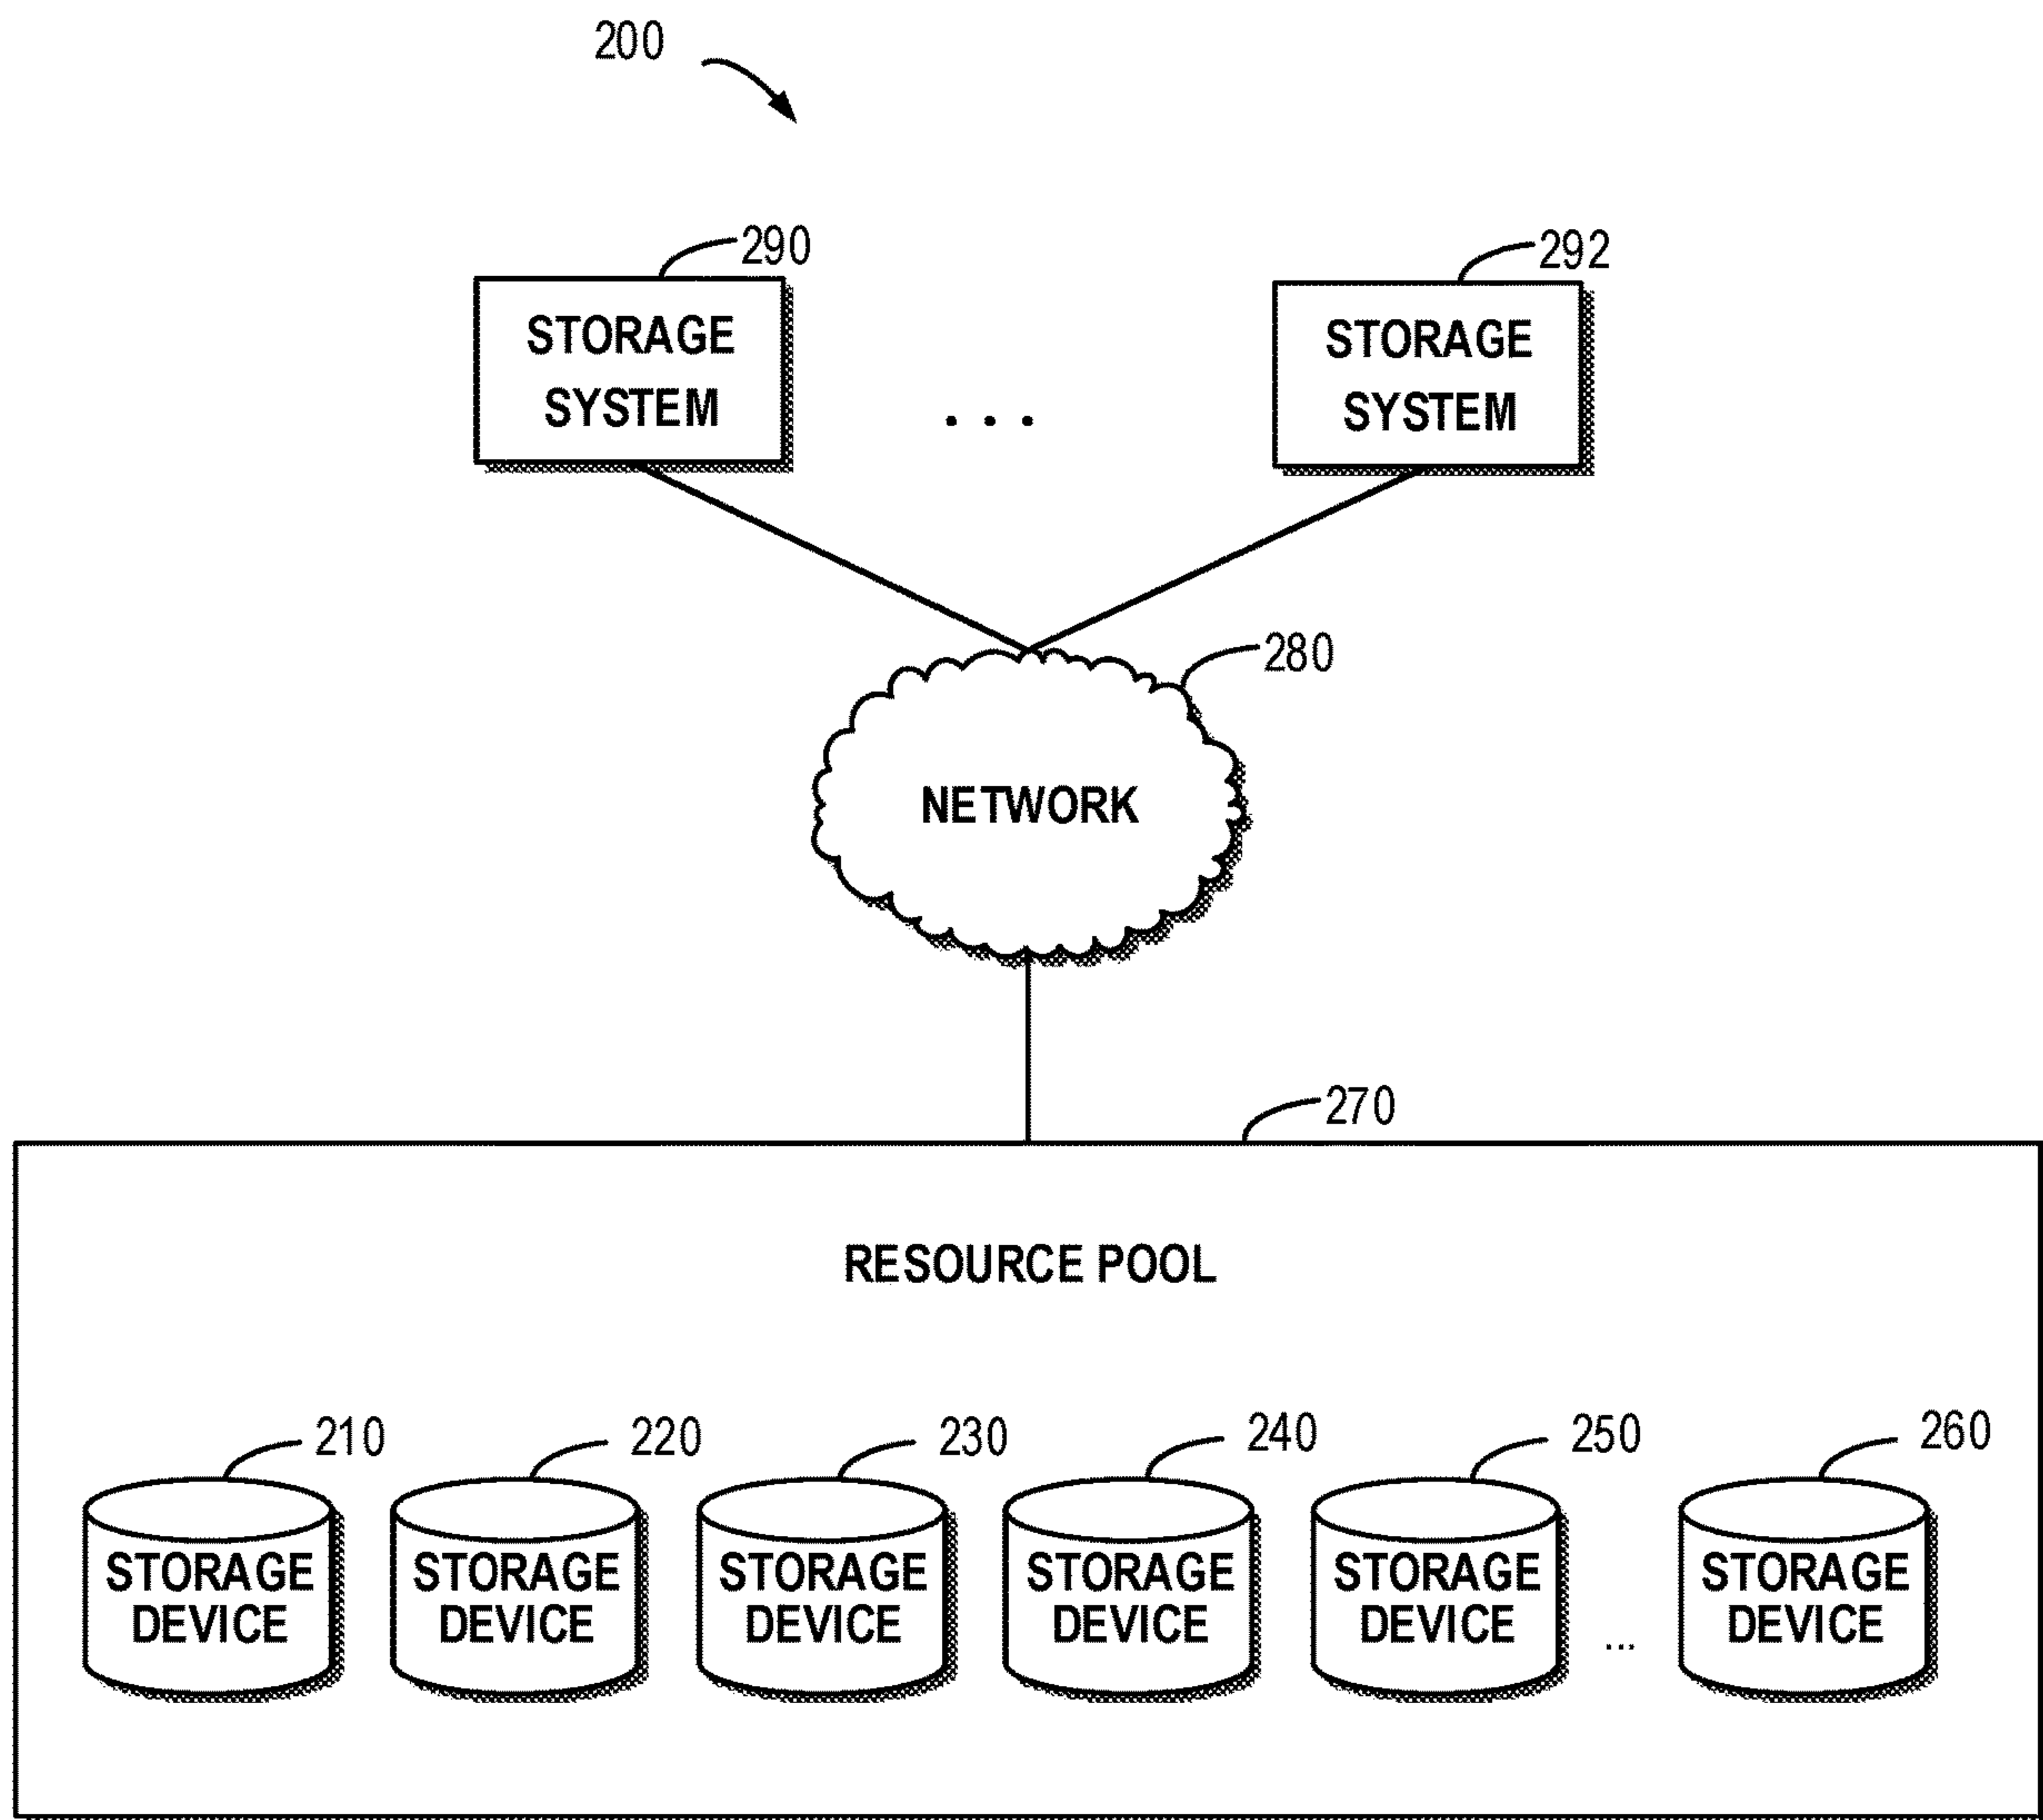 200
290
292
STORAGE
SYSTEM
. . .
STORAGE
SYSTEM
280
NETWORK
270
RESOURCE POOL
210
220
230
240
250
260
STORAGE
DEVICE
STORAGE
DEVICE
STORAGE
DEVICE
STORAGE
DEVICE
STORAGE
DEVICE
...
STORAGE
DEVICE